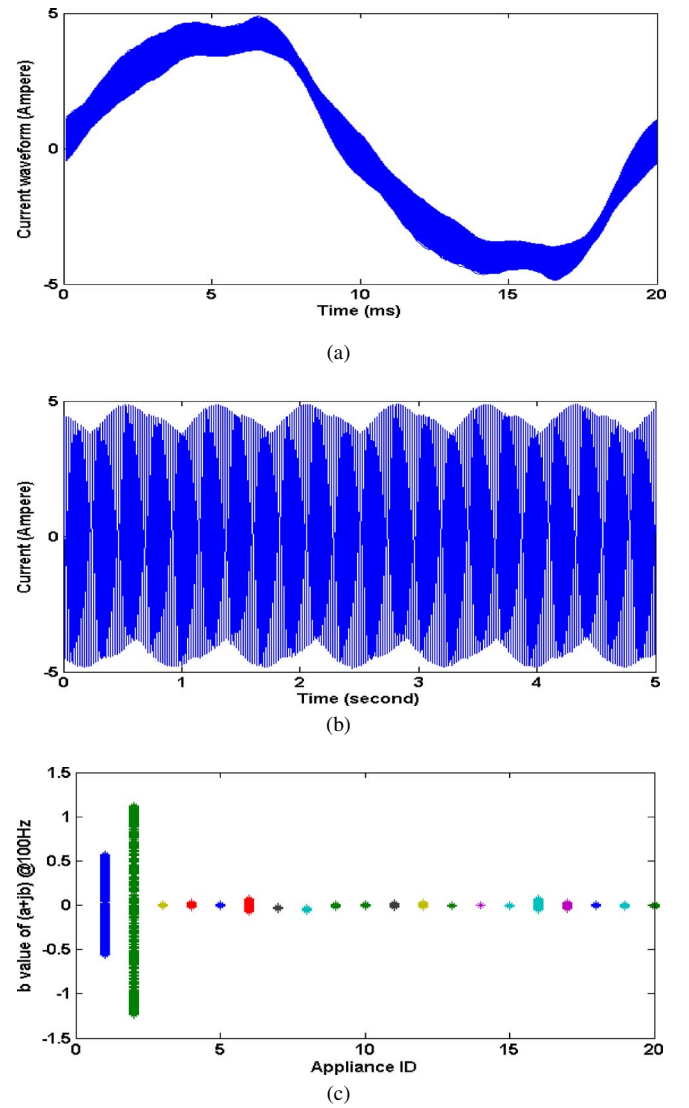 5
0
-5
Current waveform (Ampere)
0 5 10 15 20
Time (ms)
(a)
5
0
-5
Current (Ampere)
0 1 2 3 4 5
Time (second)
(b)
1.5
1
0.5
0
-0.5
-1
-1.5
b value of (a+jb) @100Hz
0 5 10 15 20
Appliance ID
(c)